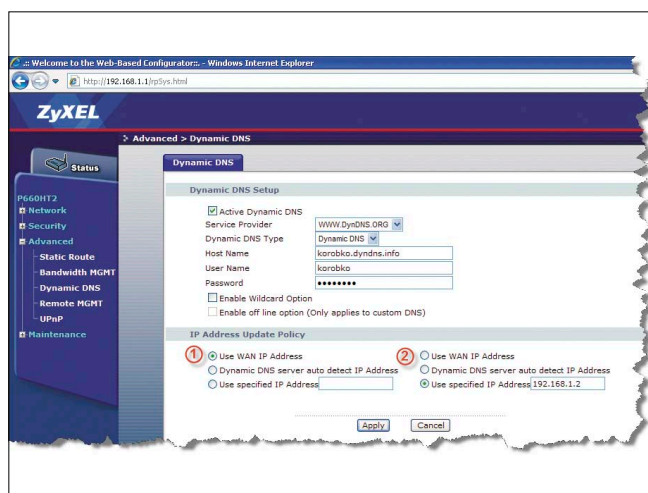 .:: Welcome to the Web-Based Configurator::. - Windows Internet Explorer
http://192.168.1.1/rpSys.html
ZyXEL
Advanced > Dynamic DNS
Status
P660HT2
Network
Security
Advanced
Static Route
Bandwidth MGMT
Dynamic DNS
Remote MGMT
UPnP
Maintenance
Dynamic DNS
Dynamic DNS Setup
Active Dynamic DNS
Service Provider WWW.DynDNS.ORG
Dynamic DNS Type Dynamic DNS
Host Name korobko.dyndns.info
User Name korobko
Password ••••••••
Enable Wildcard Option
Enable off line option (Only applies to custom DNS)
IP Address Update Policy
1 Use WAN IP Address
Dynamic DNS server auto detect IP Address
Use specified IP Address
2 Use WAN IP Address
Dynamic DNS server auto detect IP Address
Use specified IP Address 192.168.1.2
Apply Cancel